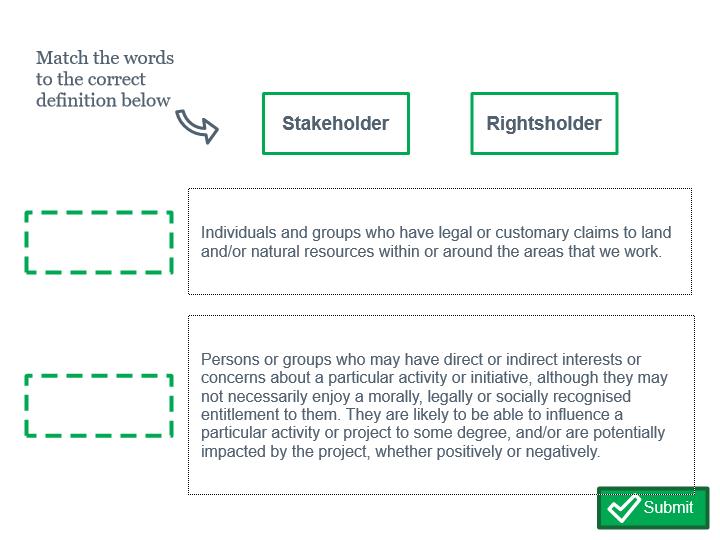 Match the words
to the correct
definition below
Stakeholder
Rightsholder
Individuals and groups who have legal or customary claims to land
and/or natural resources within or around the areas that we work.
Persons or groups who may have direct or indirect interests or
concerns about a particular activity or initiative, although they may
not necessarily enjoy a morally, legally or socially recognised
entitlement to them. They are likely to be able to influence a
particular activity or project to some degree, and/or are potentially
impacted by the project, whether positively or negatively.
Submit